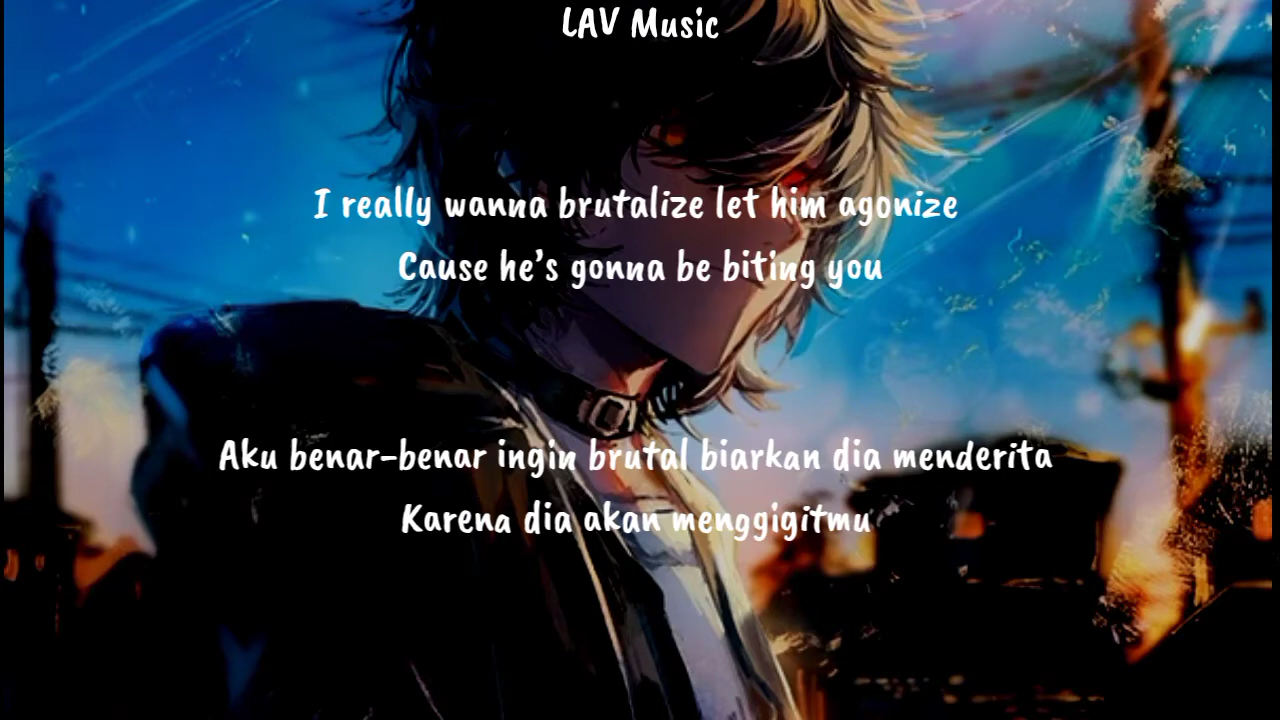 LAV Music
I really wanna brutalize let him agonize
Cause he's gonna be biting you
Aku benar-benar ingin brutal biarkan dia menderita
Karena dia akan menggigitmu